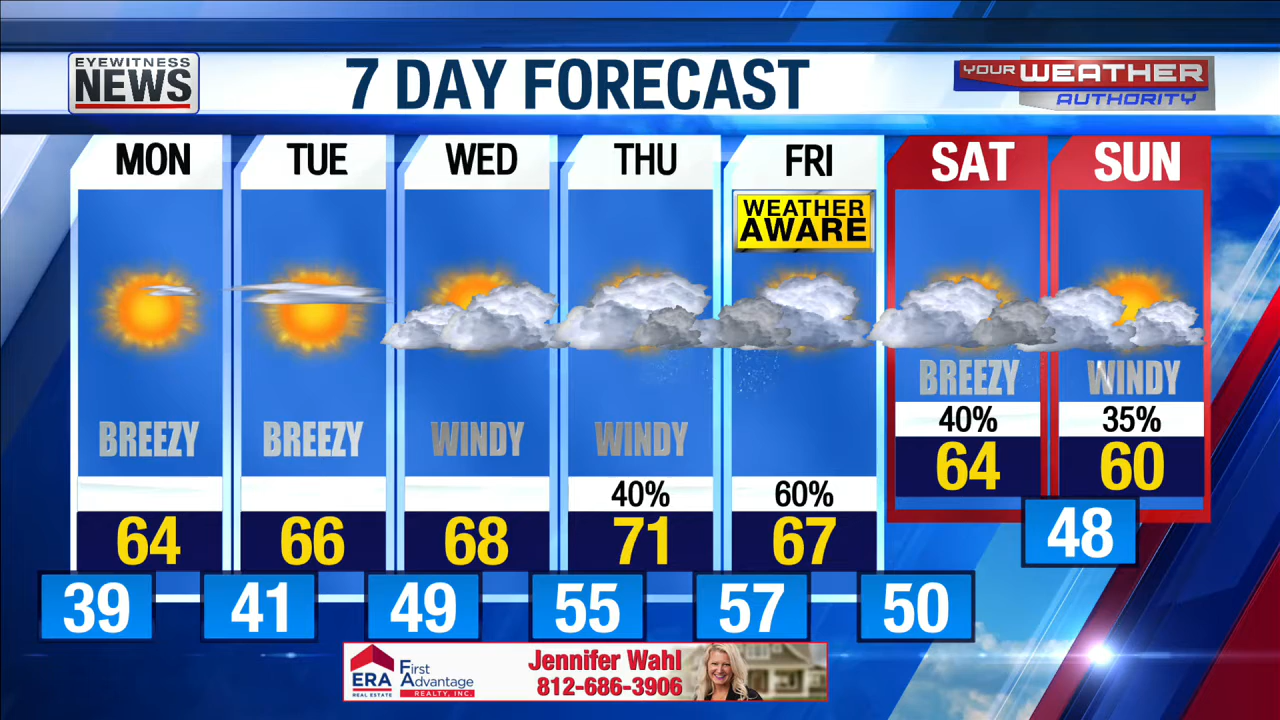 EYEWITNESS
NEWS
7 DAY FORECAST
YOUR WEATHER
AUTHORITY
MON
TUE
WED
THU
FRI
SAT
SUN
WEATHER
AWARE
BREEZY
BREEZY
WINDY
WINDY
BREEZY
WINDY
40%
60%
40%
35%
64
66
68
71
67
64
60
39
41
49
55
57
50
48
ERA
REAL ESTATE
First
Advantage
REALTY, INC.
Jennifer Wahl
812-686-3906